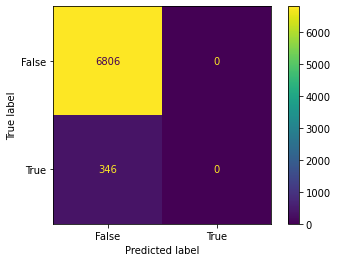 False
6806
0
True
346
0
False
True
Predicted label
True label
6000
5000
4000
3000
2000
1000
0